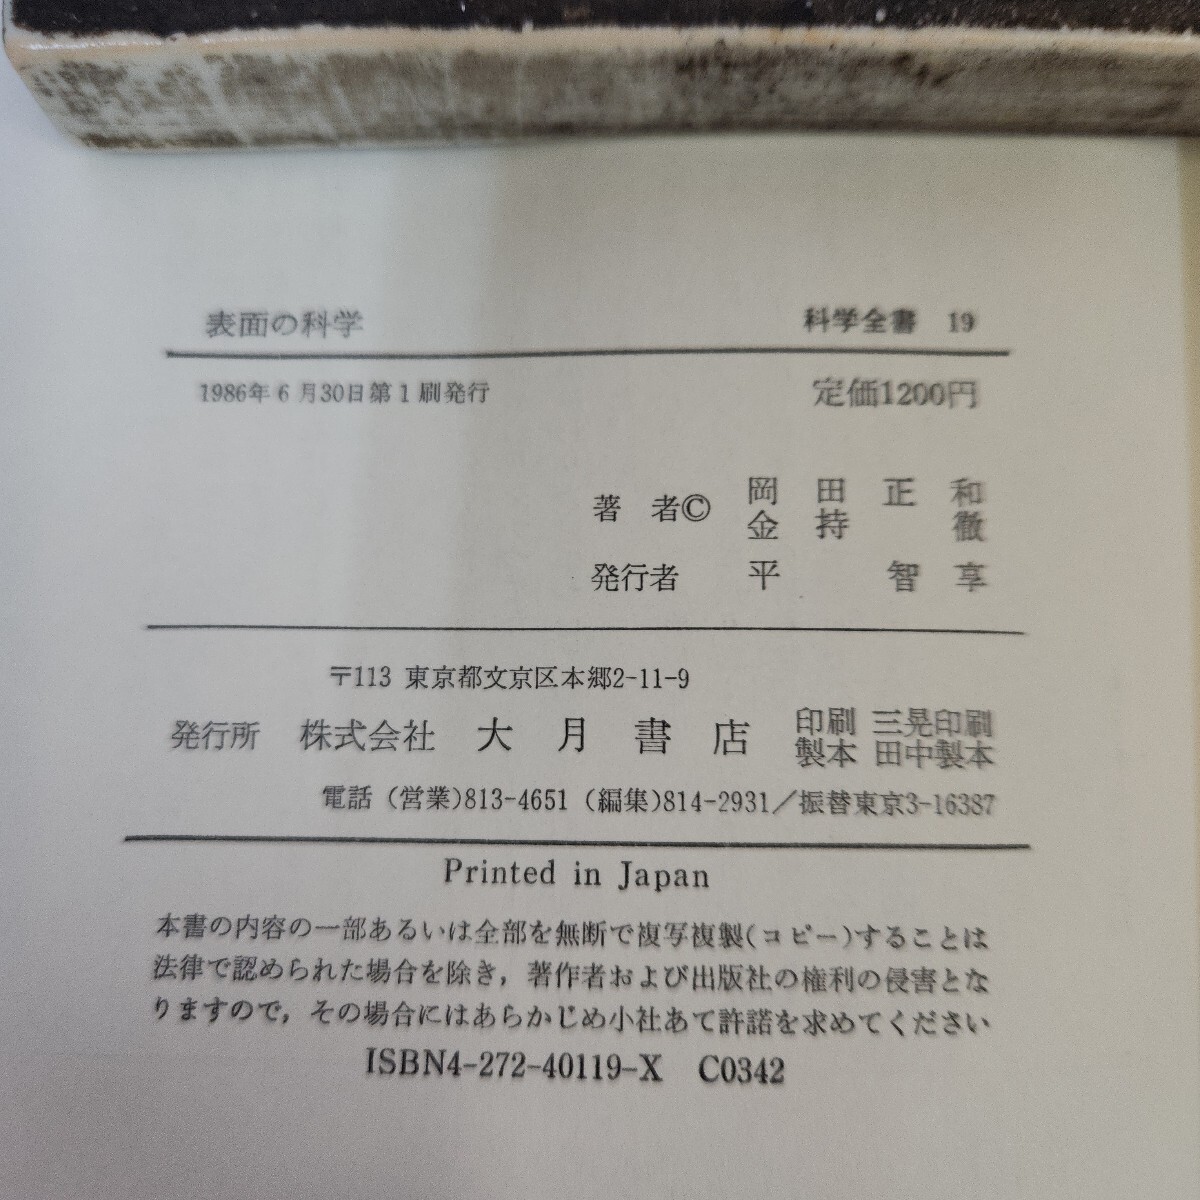 表面の科学　科学全書　19
1986年6月30日第1刷発行　定価1200円
著　者©　岡　田　正　和
金　持　　　徹
発行者　平　　　智　享
〒113 東京都文京区本郷2-11-9
発行所　株式会社　大　月　書　店　印刷 三晃印刷
製本 田中製本
電話（営業)813-4651（編集)814-2931／振替東京3-16387
Printed in Japan
本書の内容の一部あるいは全部を無断で複写複製(コピー)することは
法律で認められた場合を除き，著作者および出版社の権利の侵害とな
りますので，その場合にはあらかじめ小社あて許諾を求めてください
ISBN4-272-40119-X　C0342